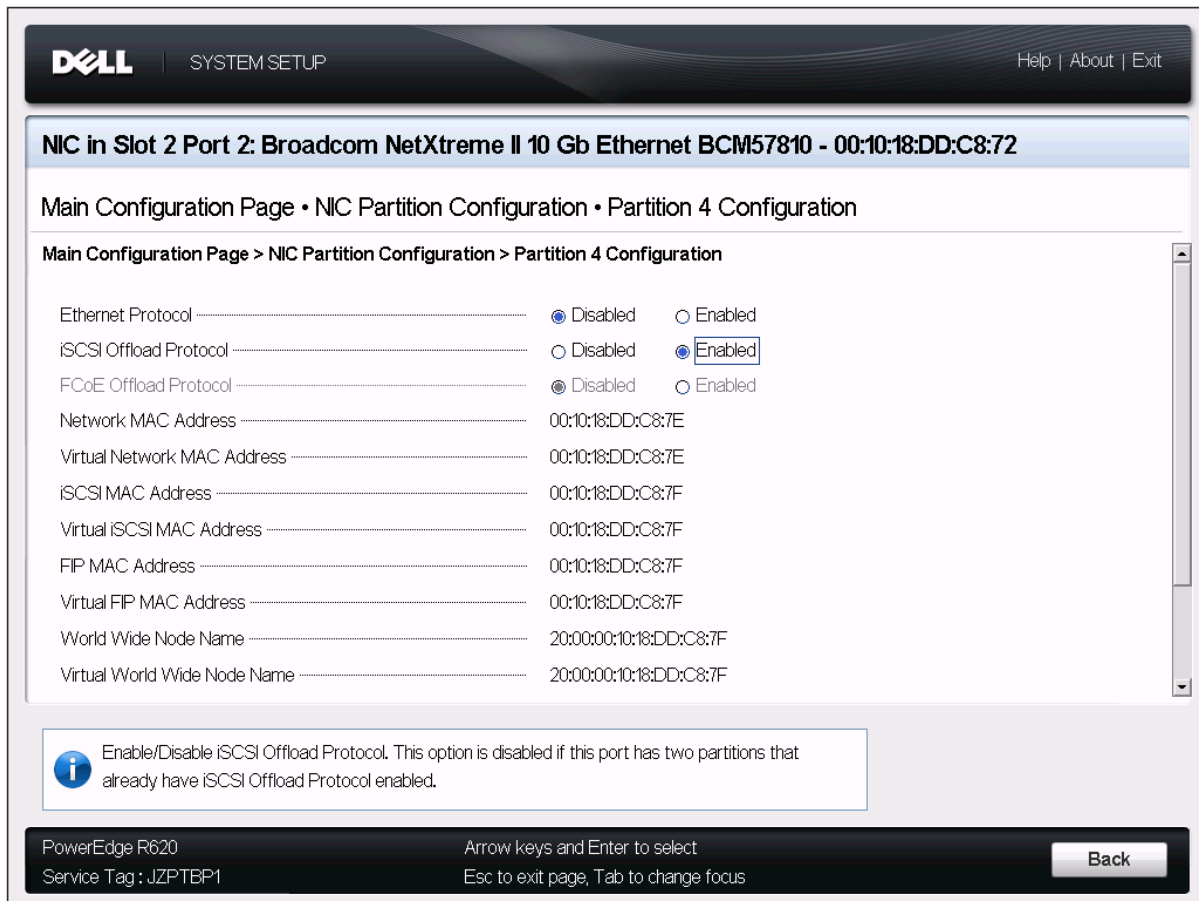 DELL SYSTEM SETUP Help | About | Exit
NIC in Slot 2 Port 2: Broadcom NetXtreme II 10 Gb Ethernet BCM57810 - 00:10:18:DD:C8:72
Main Configuration Page • NIC Partition Configuration • Partition 4 Configuration
Main Configuration Page > NIC Partition Configuration > Partition 4 Configuration
Ethernet Protocol Disabled Enabled
iSCSI Offload Protocol Disabled Enabled
FCoE Offload Protocol Disabled Enabled
Network MAC Address 00:10:18:DD:C8:7E
Virtual Network MAC Address 00:10:18:DD:C8:7E
iSCSI MAC Address 00:10:18:DD:C8:7F
Virtual iSCSI MAC Address 00:10:18:DD:C8:7F
FIP MAC Address 00:10:18:DD:C8:7F
Virtual FIP MAC Address 00:10:18:DD:C8:7F
World Wide Node Name 20:00:00:10:18:DD:C8:7F
Virtual World Wide Node Name 20:00:00:10:18:DD:C8:7F
Enable/Disable iSCSI Offload Protocol. This option is disabled if this port has two partitions that
already have iSCSI Offload Protocol enabled.
PowerEdge R620 Arrow keys and Enter to select
Service Tag : JZPTBP1 Esc to exit page, Tab to change focus
Back